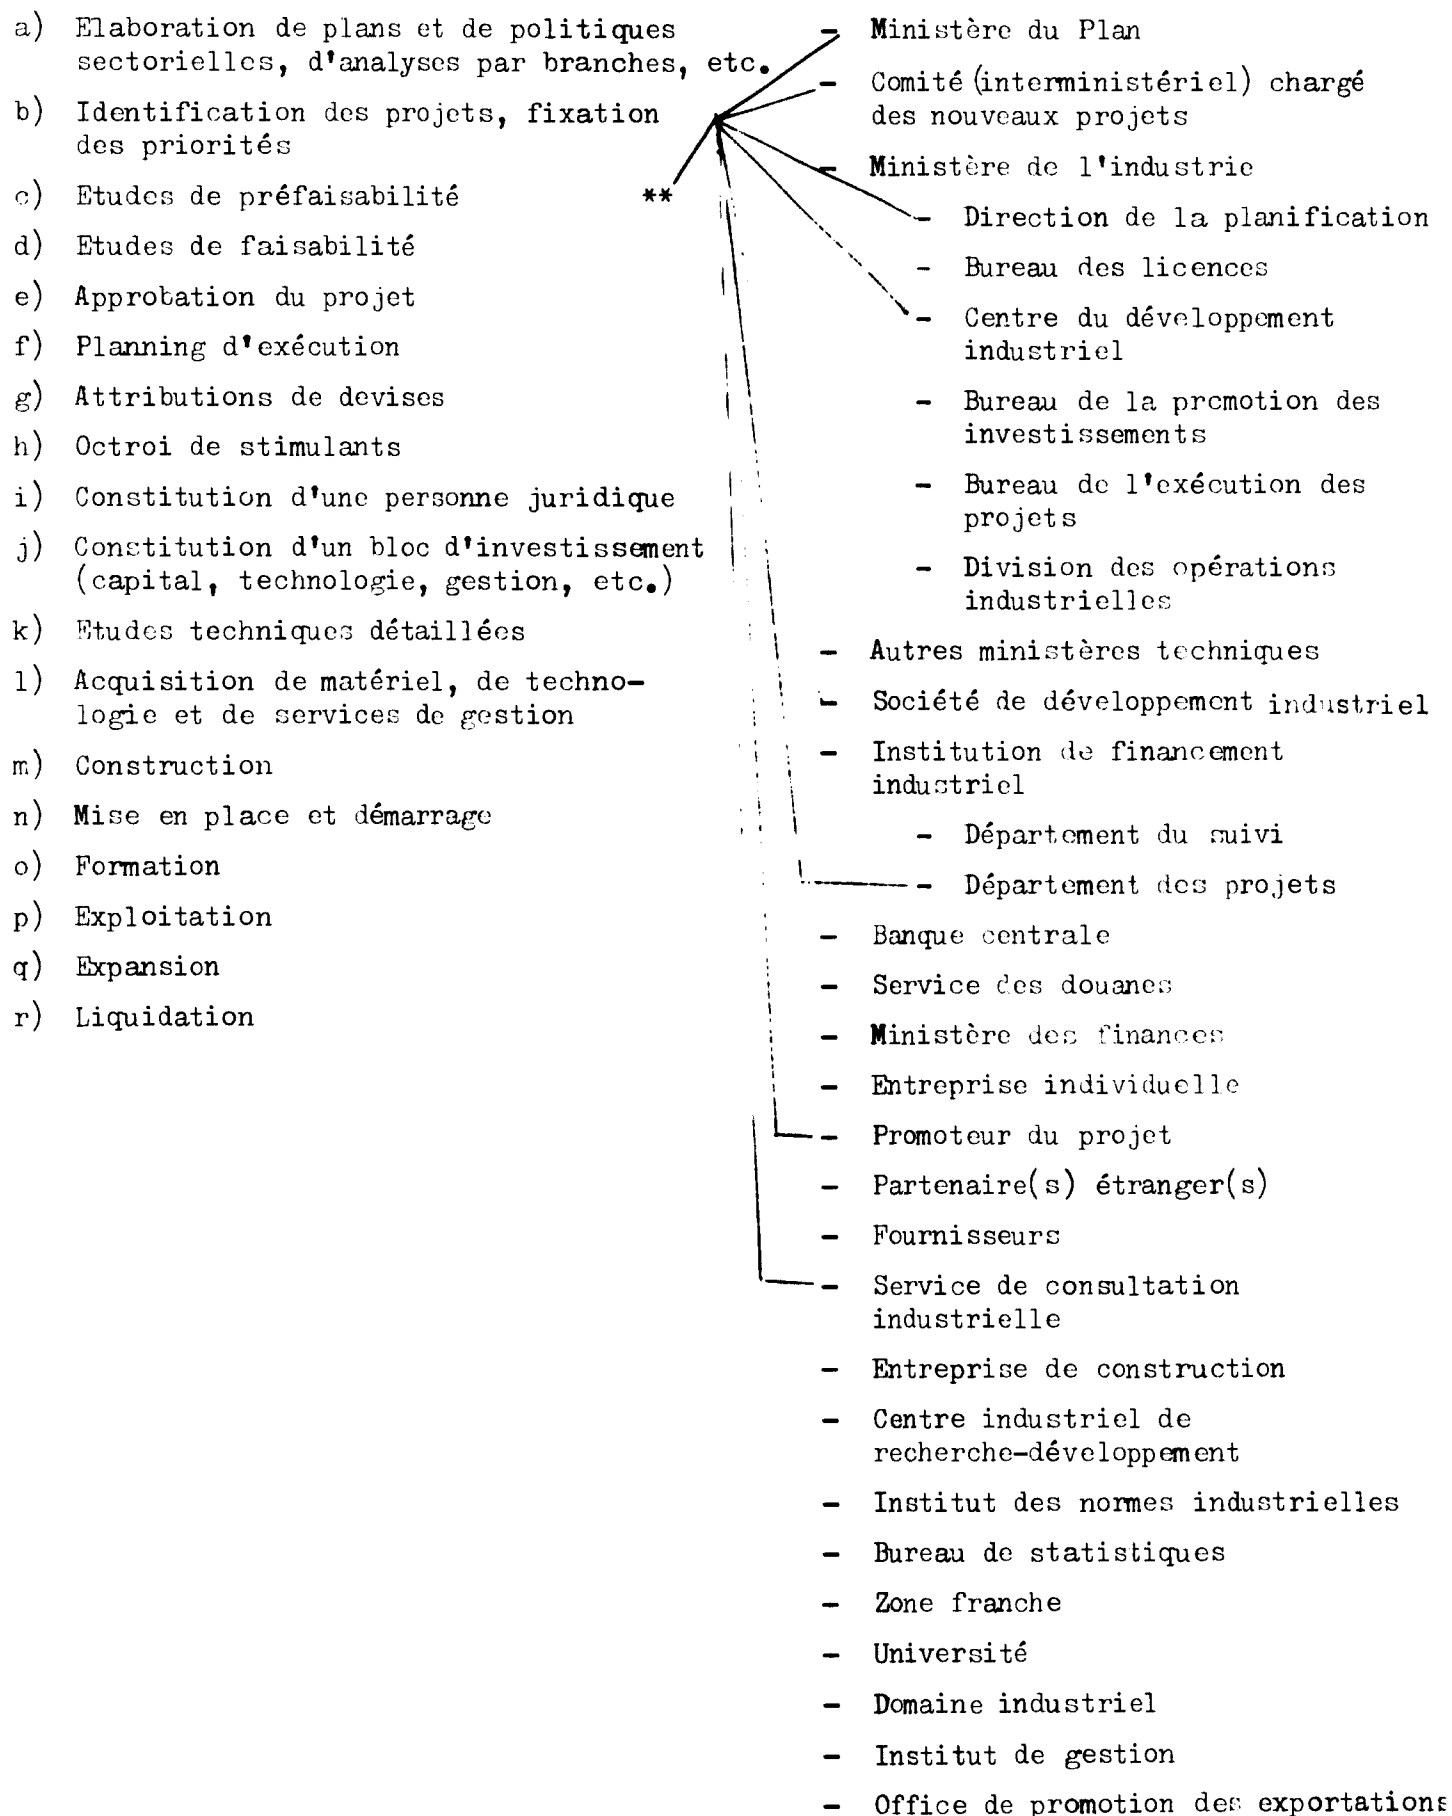 a) Elaboration de plans et de politiques
sectorielles, d'analyses par branches, etc.
b) Identification des projets, fixation
des priorités
c) Etudes de préfaisabilité
**
d) Etudes de faisabilité
e) Approbation du projet
f) Planning d'exécution
g) Attributions de devises
h) Octroi de stimulants
i) Constitution d'une personne juridique
j) Constitution d'un bloc d'investissement
(capital, technologie, gestion, etc.)
k) Etudes techniques détaillées
l) Acquisition de matériel, de techno-
logie et de services de gestion
m) Construction
n) Mise en place et démarrage
o) Formation
p) Exploitation
q) Expansion
r) Liquidation
- Ministère du Plan
- Comité (interministériel) chargé
des nouveaux projets
- Ministère de l'industrie
- Direction de la planification
- Bureau des licences
- Centre du développement
industriel
- Bureau de la promotion des
investissements
- Bureau de l'exécution des
projets
- Division des opérations
industrielles
- Autres ministères techniques
- Société de développement industriel
- Institution de financement
industriel
- Département du suivi
- Département des projets
- Banque centrale
- Service des douanes
- Ministère des finances
- Entreprise individuelle
- Promoteur du projet
- Partenaire(s) étranger(s)
- Fournisseurs
- Service de consultation
industrielle
- Entreprise de construction
- Centre industriel de
recherche-développement
- Institut des normes industrielles
- Bureau de statistiques
- Zone franche
- Université
- Domaine industriel
- Institut de gestion
- Office de promotion des exportations